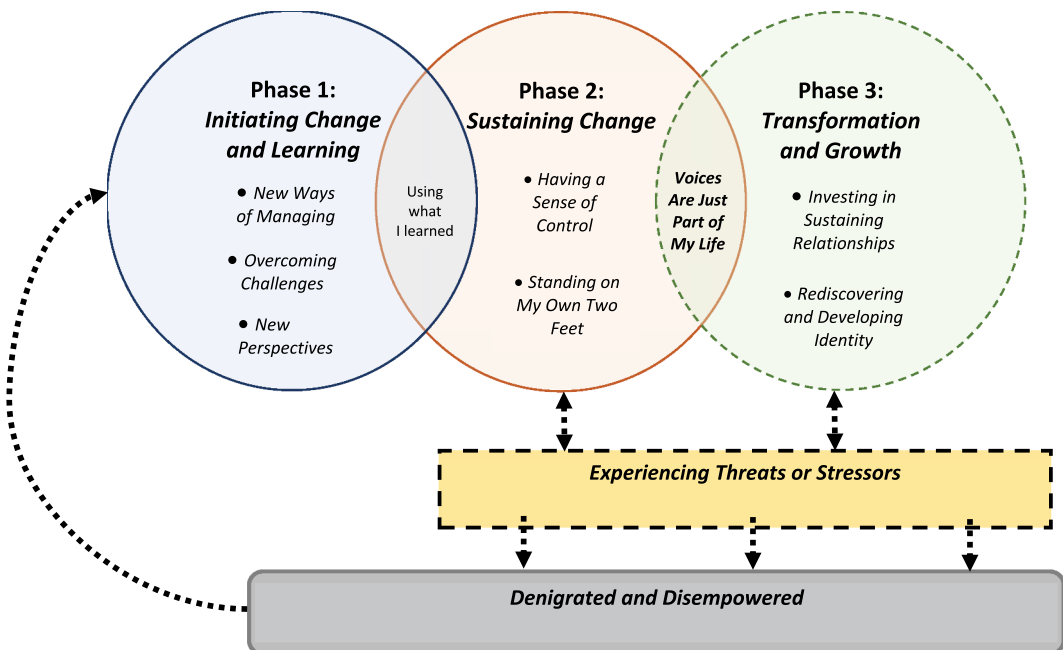 Phase 1:
Initiating Change
and Learning
● New Ways
of Managing
● Overcoming
Challenges
● New
Perspectives
Using
what
I learned
Phase 2:
Sustaining Change
● Having a
Sense of
Control
● Standing on
My Own Two
Feet
Voices
Are Just
Part of
My Life
Phase 3:
Transformation
and Growth
● Investing in
Sustaining
Relationships
● Rediscovering
and Developing
Identity
Experiencing Threats or Stressors
Denigrated and Disempowered